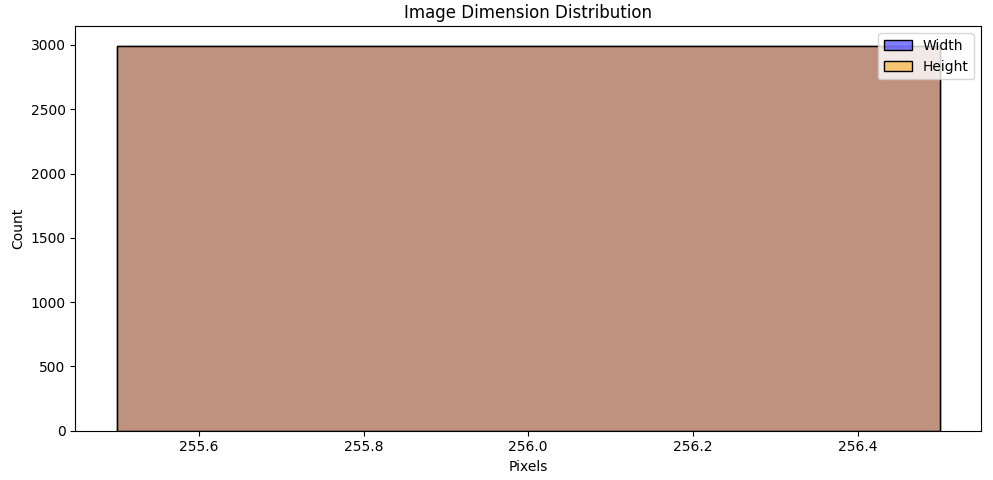 Image Dimension Distribution
Width
Height
Count
3000
2500
2000
1500
1000
500
0
255.6 255.8 256.0 256.2 256.4
Pixels